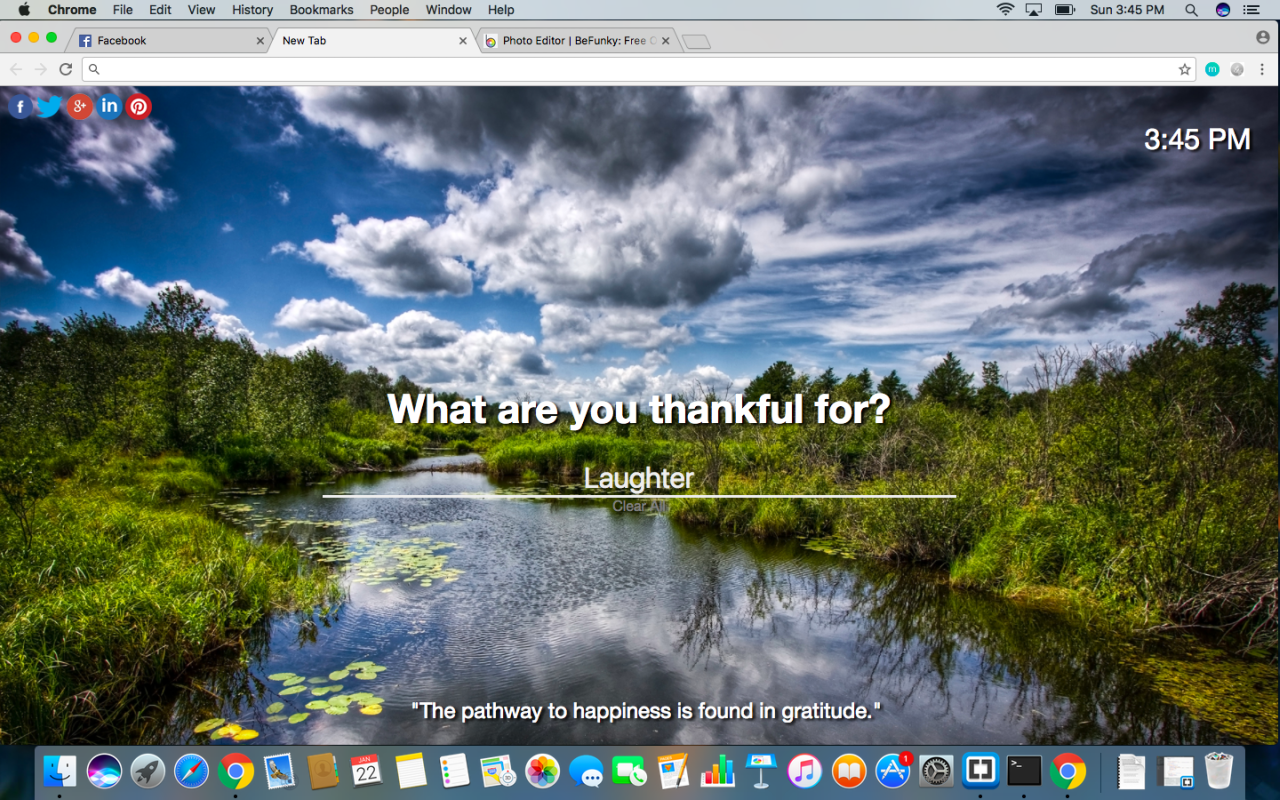 Chrome File Edit View History Bookmarks People Window Help Sun 3:45 PM
Facebook New Tab Photo Editor | BeFunky: Free
f 8+ in
3:45 PM
What are you thankful for?
Laughter
Clear All
"The pathway to happiness is found in gratitude."
JAN
22
1
>_